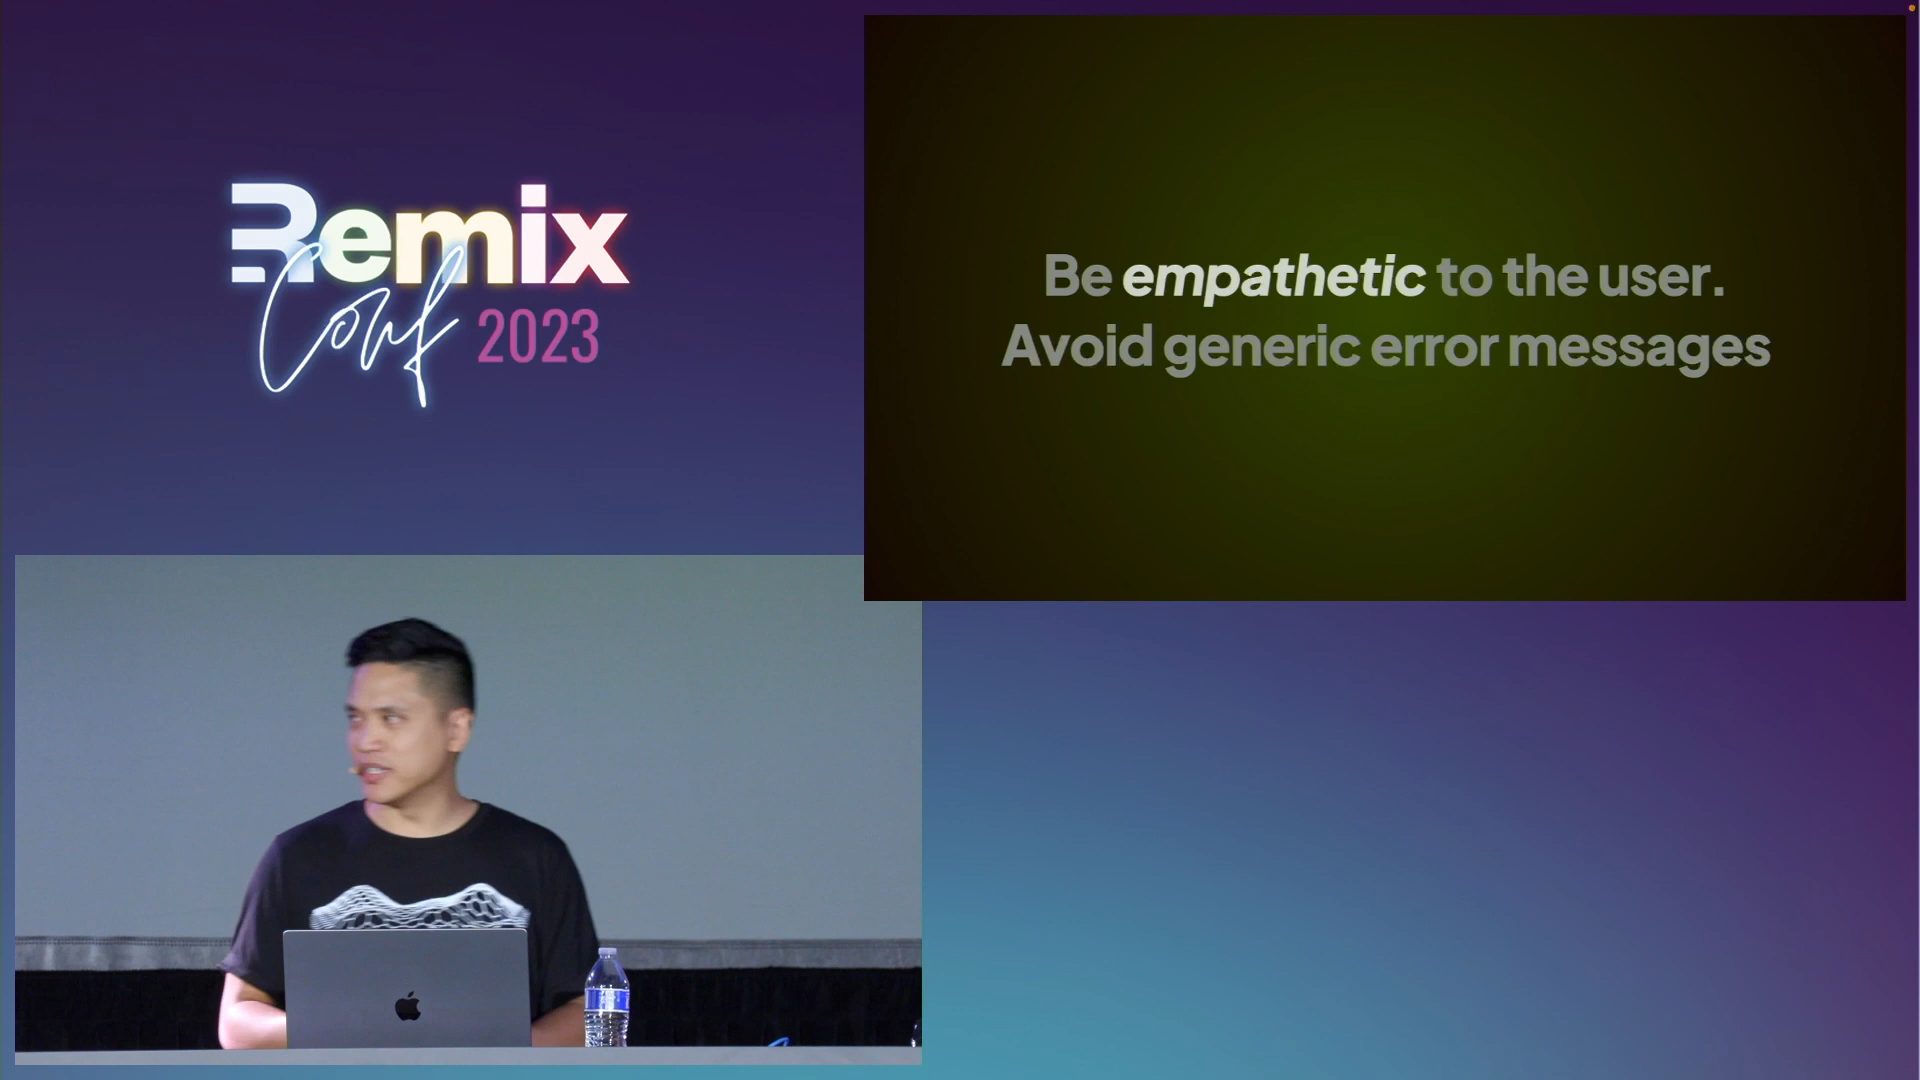 Remix
Conf 2023
Be empathetic to the user.
Avoid generic error messages